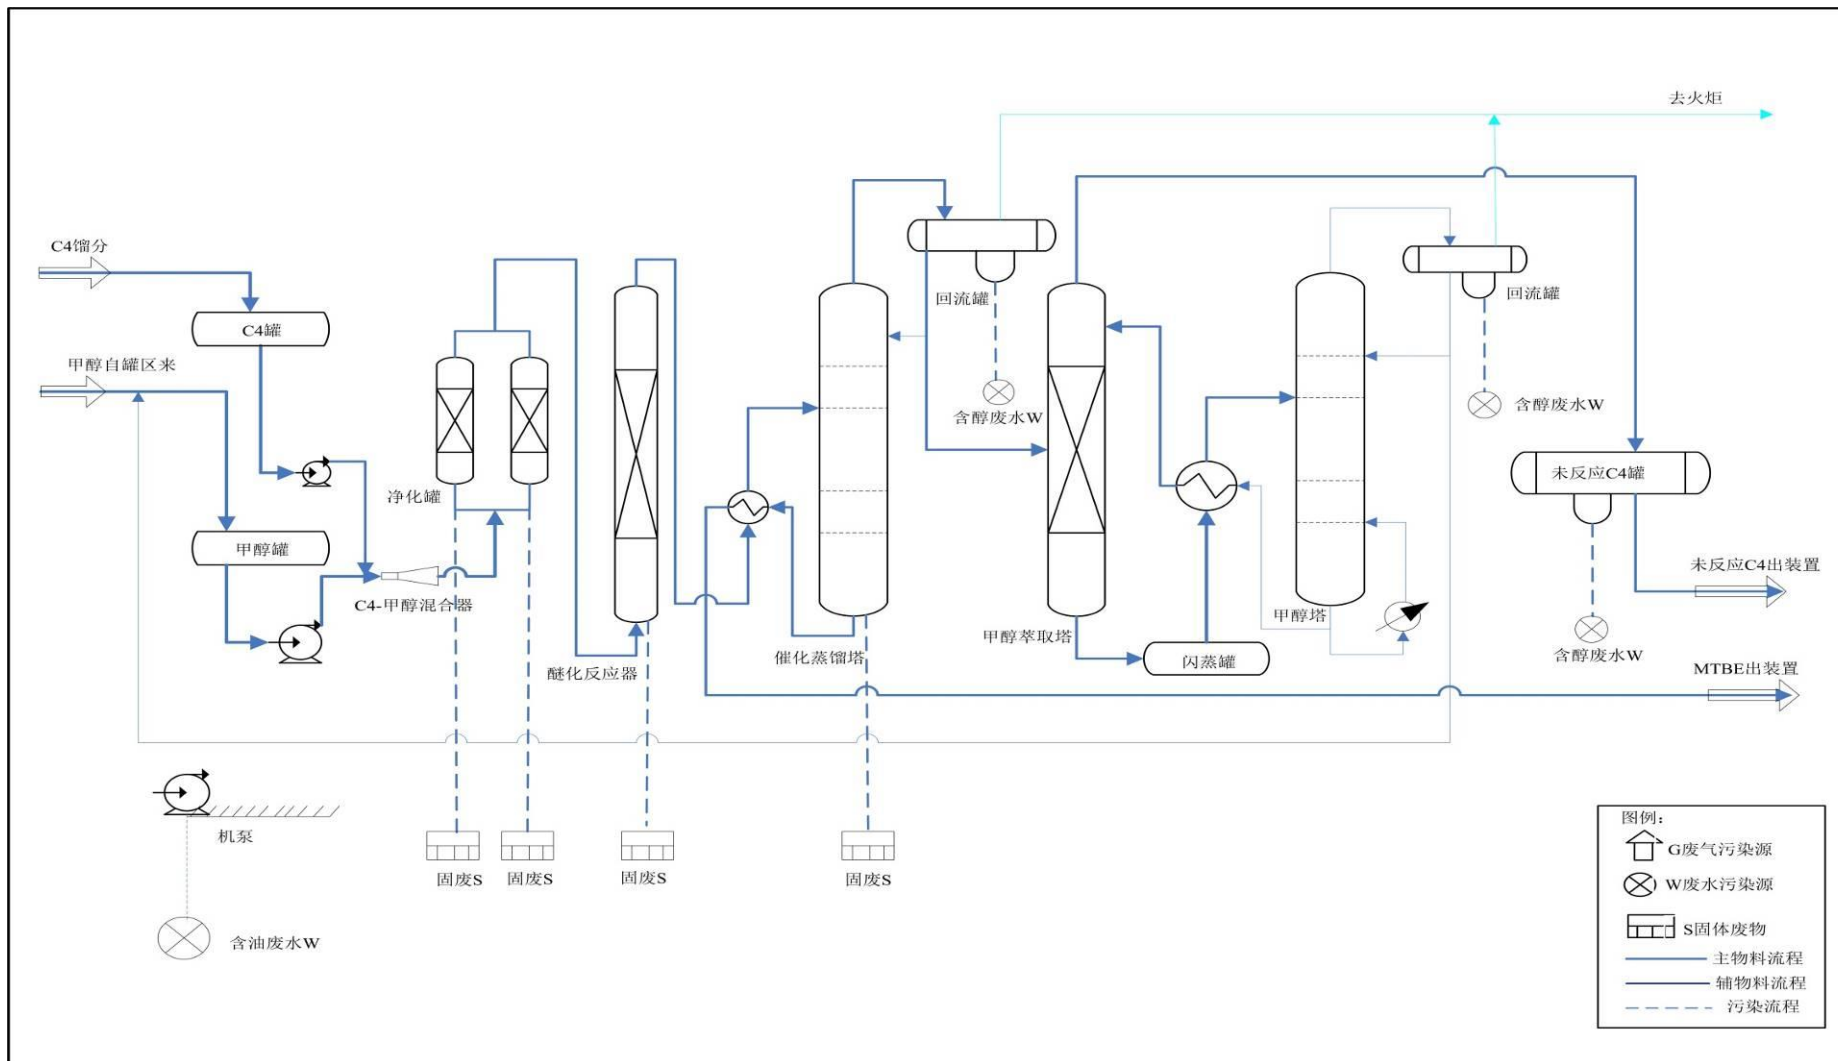 去火炬
C4馏分
C4罐
甲醇自罐区来
甲醇罐
C4-甲醇混合器
净化罐
醚化反应器
催化蒸馏塔
回流罐
含醇废水W
甲醇萃取塔
闪蒸罐
甲醇塔
回流罐
含醇废水W
未反应C4罐
含醇废水W
未反应C4出装置
MTBE出装置
机泵
含油废水W
固废S
固废S
固废S
固废S
图例：
G废气污染源
W废水污染源
S固体废物
主物料流程
辅物料流程
污染流程